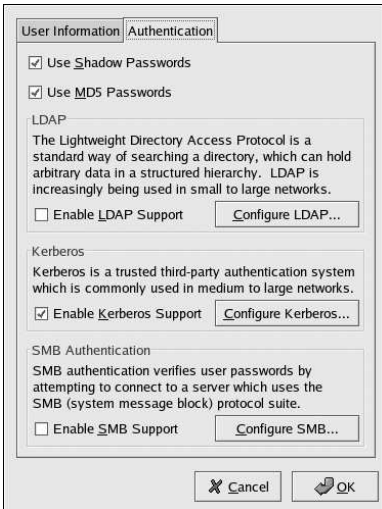 User Information Authentication
Use Shadow Passwords
Use MD5 Passwords
LDAP
The Lightweight Directory Access Protocol is a
standard way of searching a directory, which can hold
arbitrary data in a structured hierarchy. LDAP is
increasingly being used in small to large networks.
Enable LDAP Support Configure LDAP...
Kerberos
Kerberos is a trusted third-party authentication system
which is commonly used in medium to large networks.
Enable Kerberos Support Configure Kerberos...
SMB Authentication
SMB authentication verifies user passwords by
attempting to connect to a server which uses the
SMB (system message block) protocol suite.
Enable SMB Support Configure SMB...
Cancel OK